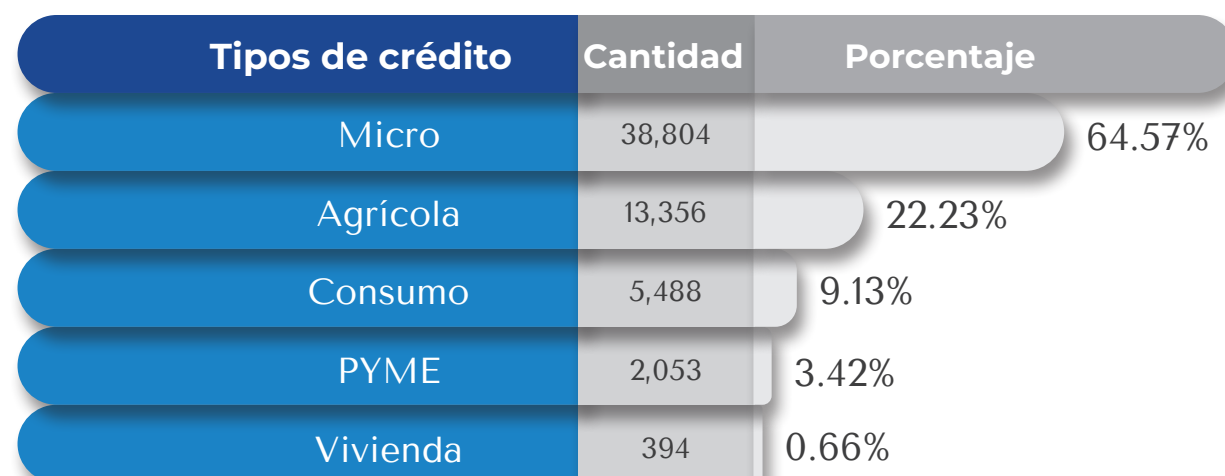 Tipos de crédito Cantidad Porcentaje
Micro 38,804 64.57%
Agrícola 13,356 22.23%
Consumo 5,488 9.13%
PYME 2,053 3.42%
Vivienda 394 0.66%